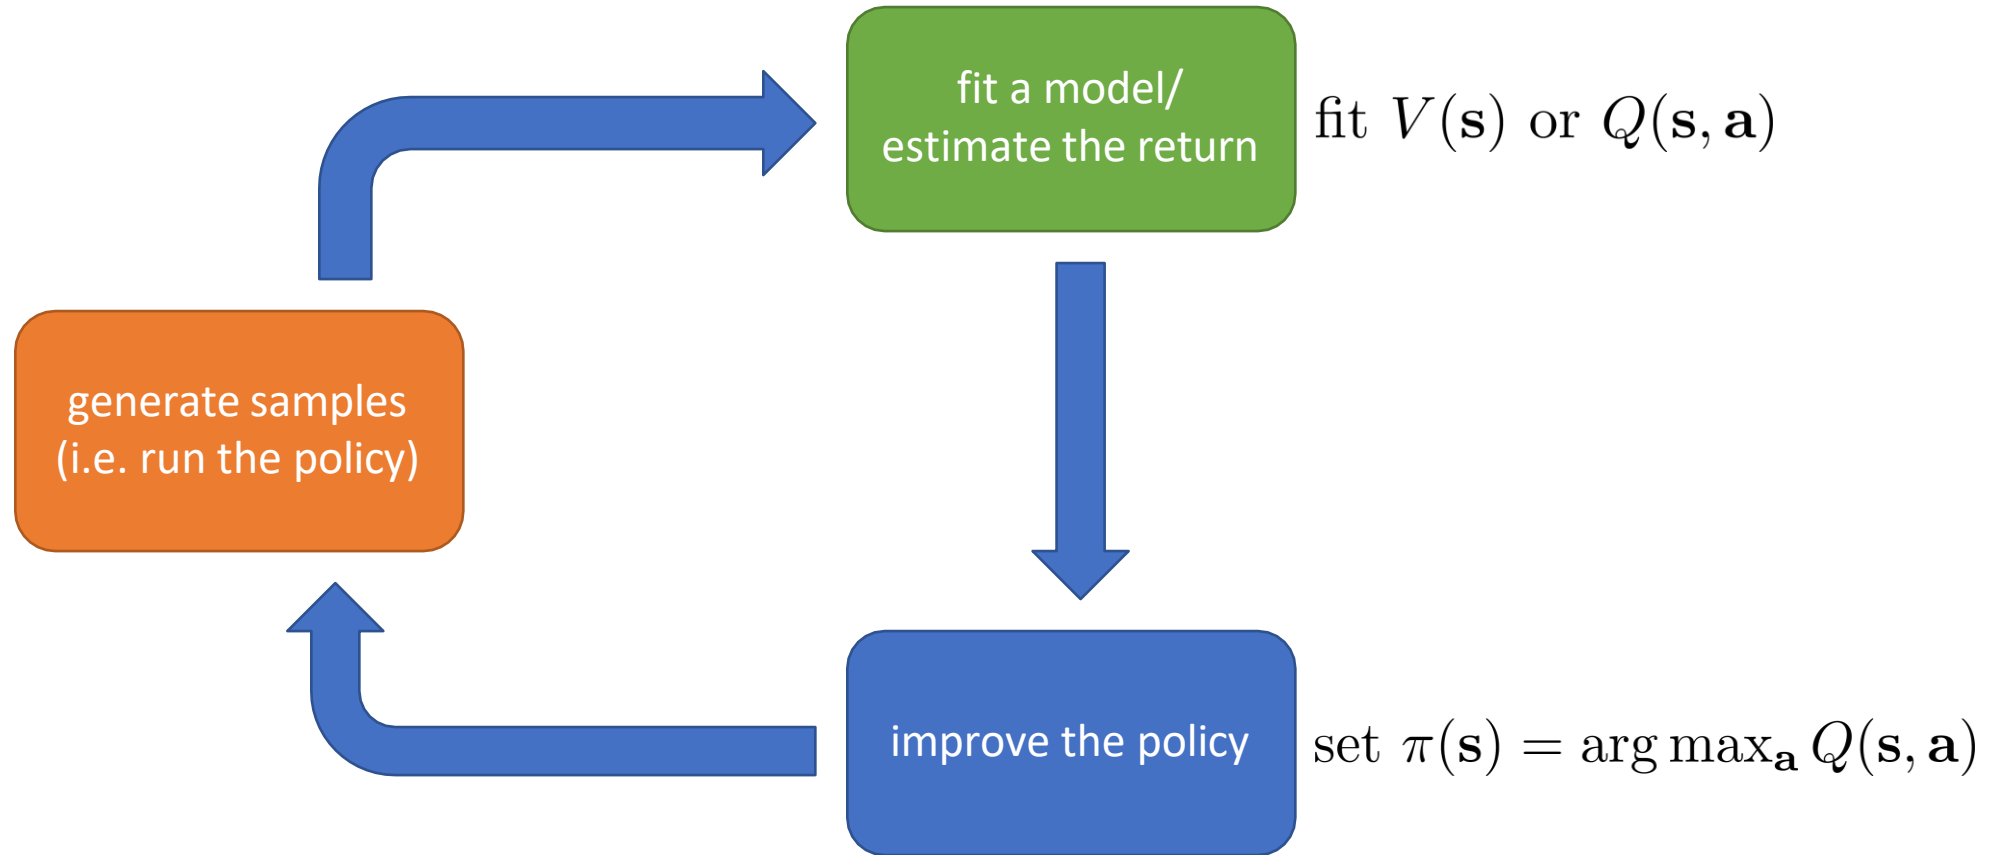 fit a model/
estimate the return
fit V(s) or Q(s, a)
generate samples
(i.e. run the policy)
improve the policy
set π(s) = arg maxₐ Q(s, a)